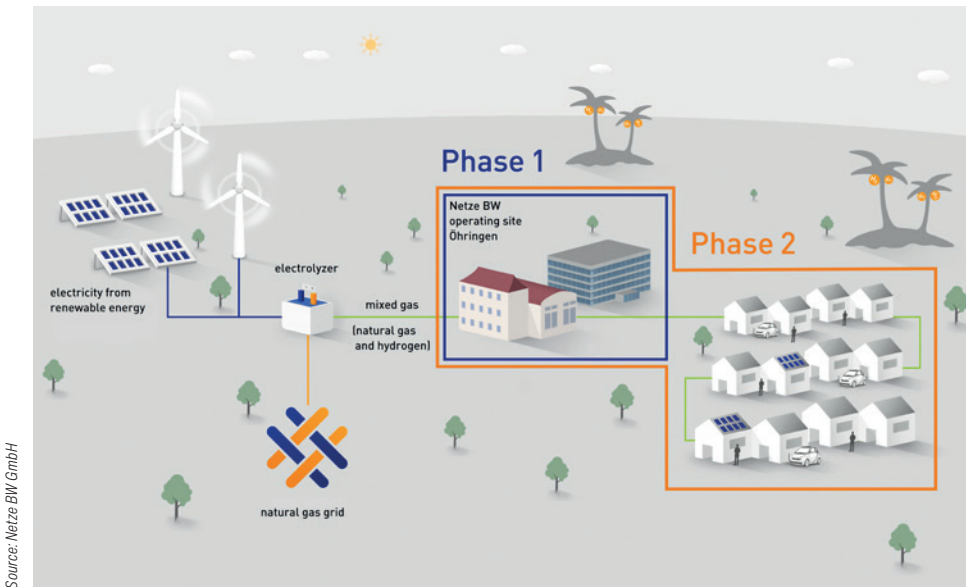 Phase 1
Netze BW
operating site
Öhringen
Phase 2
electrolyzer
electricity from
renewable energy
mixed gas
(natural gas
and hydrogen)
natural gas grid
Source: Netze BW GmbH